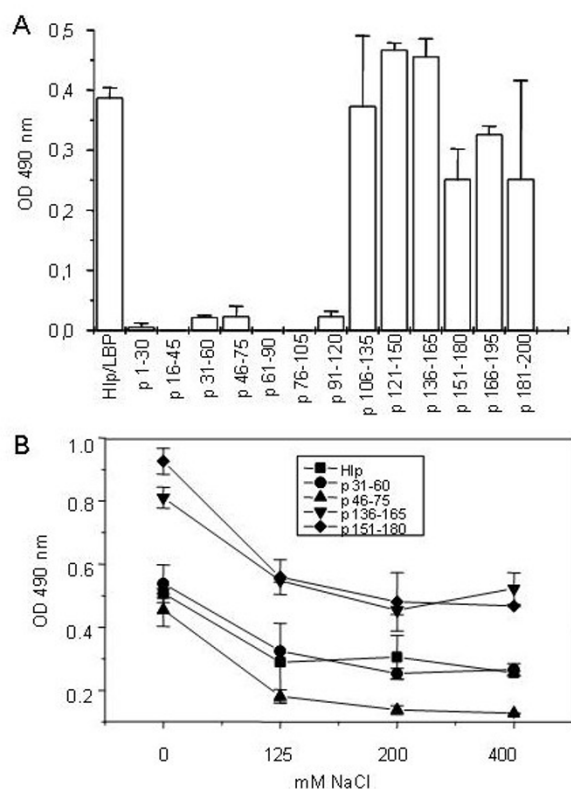 A
OD 490 nm
0,5
0,4
0,3
0,2
0,1
0,0
Hlp/LBP
p 1-30
p 16-45
p 31-60
p 46-75
p 61-90
p 76-105
p 91-120
p 106-135
p 121-150
p 136-165
p 151-180
p 166-195
p 181-200
B
OD 490 nm
1.0
0.8
0.6
0.4
0.2
Hlp
p 31-60
p 46-75
p 136-165
p 151-180
0
125
200
400
mM NaCl